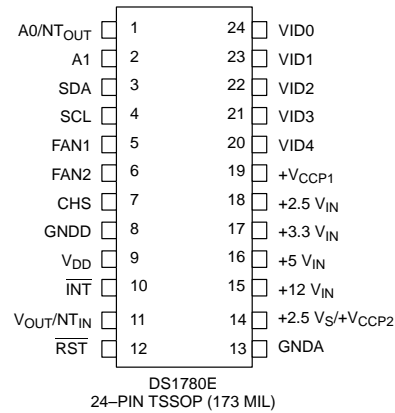 A0/NTOUT 1 24 VID0
A1 2 23 VID1
SDA 3 22 VID2
SCL 4 21 VID3
FAN1 5 20 VID4
FAN2 6 19 +VCCP1
CHS 7 18 +2.5 VIN
GNDD 8 17 +3.3 VIN
VDD 9 16 +5 VIN
INT 10 15 +12 VIN
VOUT/NTIN 11 14 +2.5 VS/+VCCP2
RST 12 13 GNDA
DS1780E
24–PIN TSSOP (173 MIL)